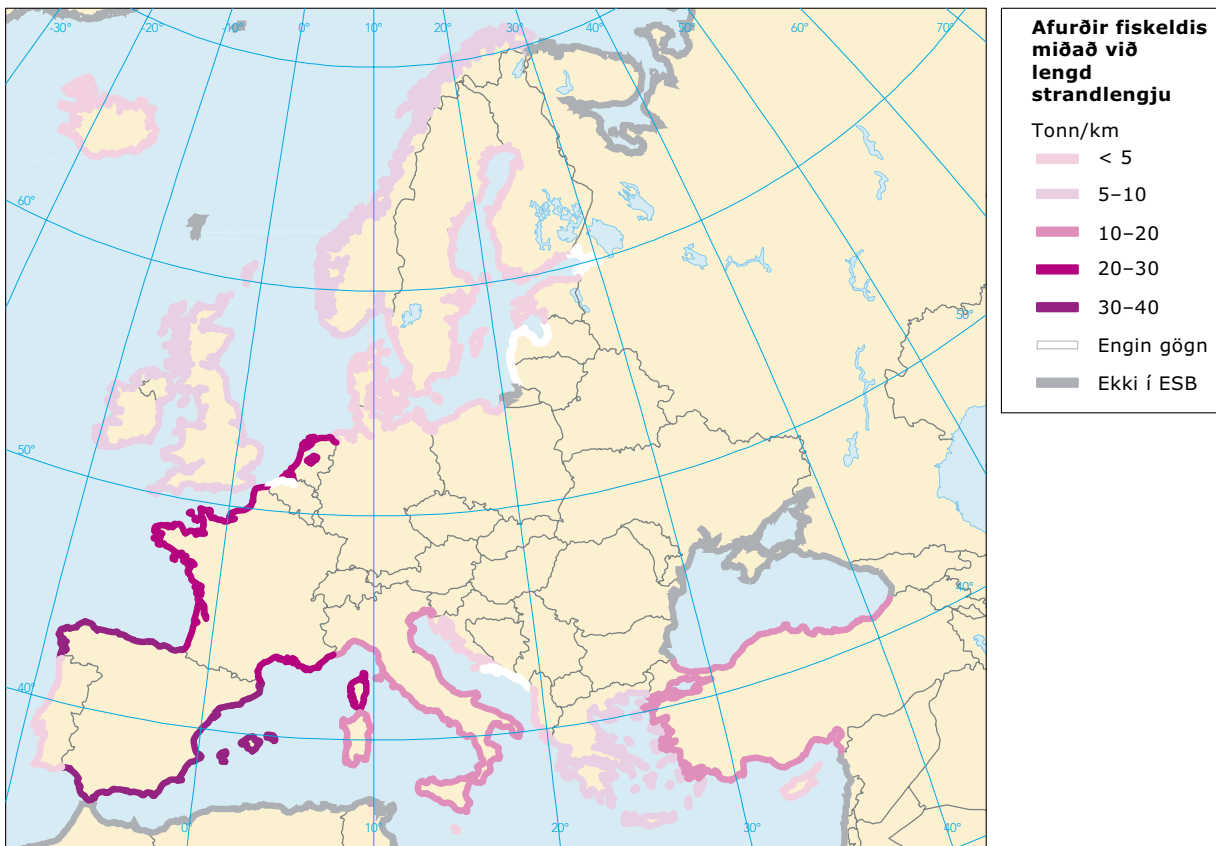 -30° -20° -10° 0° 10° 20° 30° 60° 70°
60°
50°
50°
40°
40°
0° 10° 20° 30° 40°
Afurðir fiskeldis
miðað við
lengd
strandlengju
Tonn/km
< 5
5–10
10–20
20–30
30–40
Engin gögn
Ekki í ESB